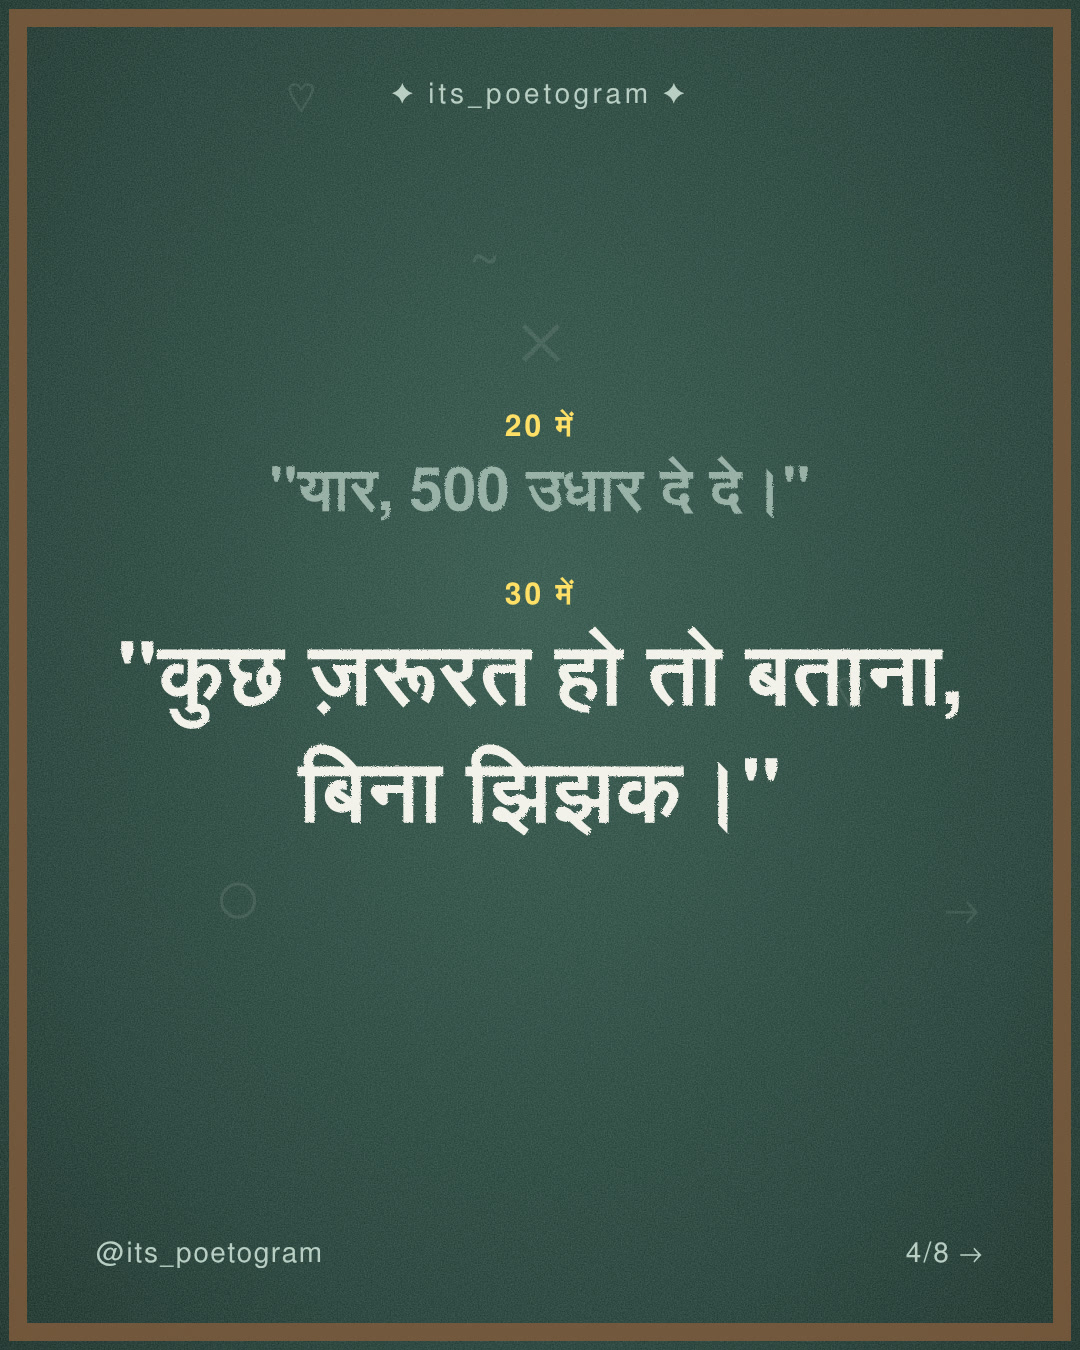 ✦ its_poetogram ✦
20 में
"यार, 500 उधार दे दे।"
30 में
"कुछ ज़रूरत हो तो बताना,
बिना झिझक।"
@its_poetogram
4/8 →